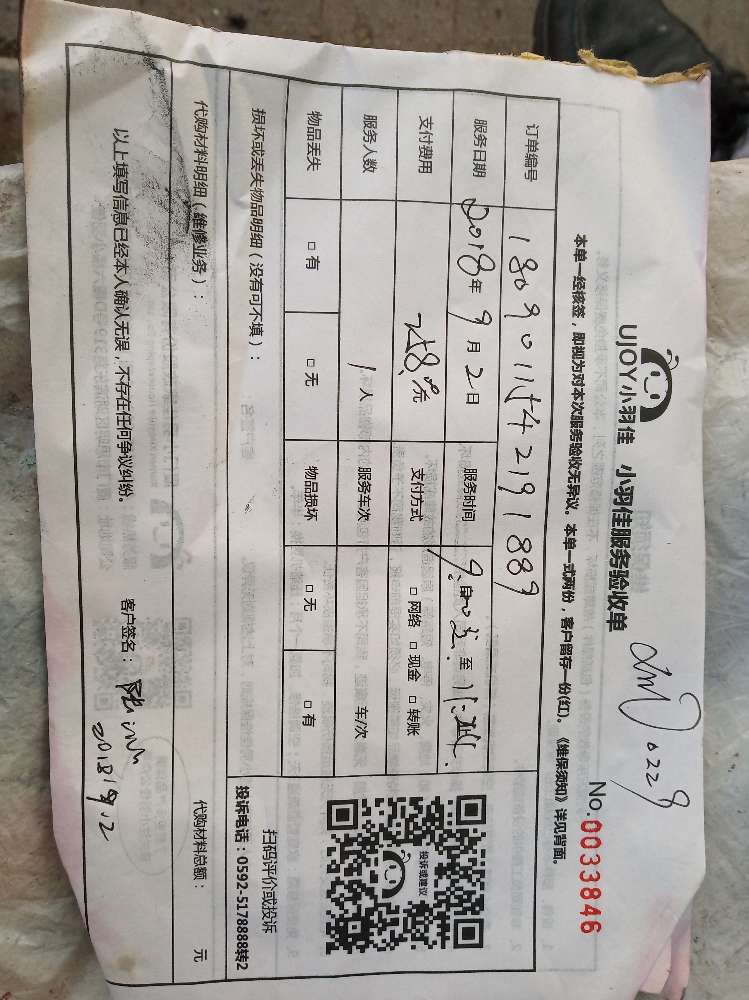 UJOY小羽佳 小羽佳服务验收单
0229
No.0033846
本单一经核签，即视为对本次服务验收无异议。本单一式两份，客户留存一份(红)。《维保须知》详见背面。
订单编号 1809011542191889
服务日期 2018年9月2日 服务时间 至
支付费用 258.00元 支付方式 □网络 □现金 □转账
服务人数 1人 服务车次 车/次
物品丢失 □有 □无 物品损坏 □无 □有
投诉或建议
扫码评价或投诉
投诉电话：0592-5178888转2
损坏或丢失物品明细（没有可不填）：
代购材料明细（维修业务）： 代购材料总额： 元
以上填写信息已经本人确认无误，不存在任何争议纠纷。 客户签名：
2018.9.2